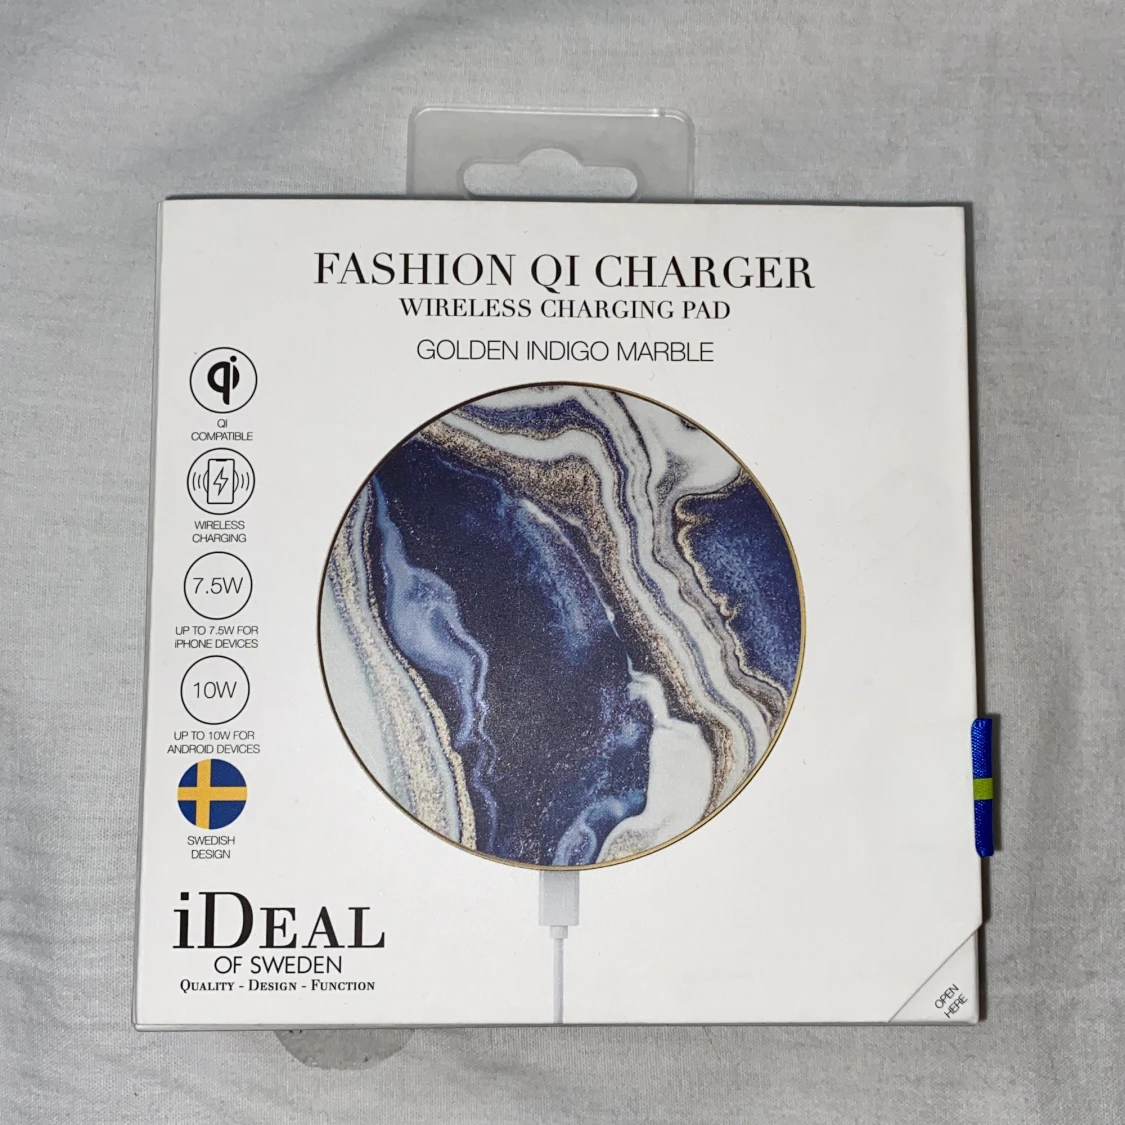 FASHION QI CHARGER
WIRELESS CHARGING PAD
GOLDEN INDIGO MARBLE
qi
QI
COMPATIBLE
WIRELESS
CHARGING
7.5W
UP TO 7.5W FOR
iPHONE DEVICES
10W
UP TO 10W FOR
ANDROID DEVICES
SWEDISH
DESIGN
iDEAL
OF SWEDEN
QUALITY - DESIGN - FUNCTION
OPEN
HERE